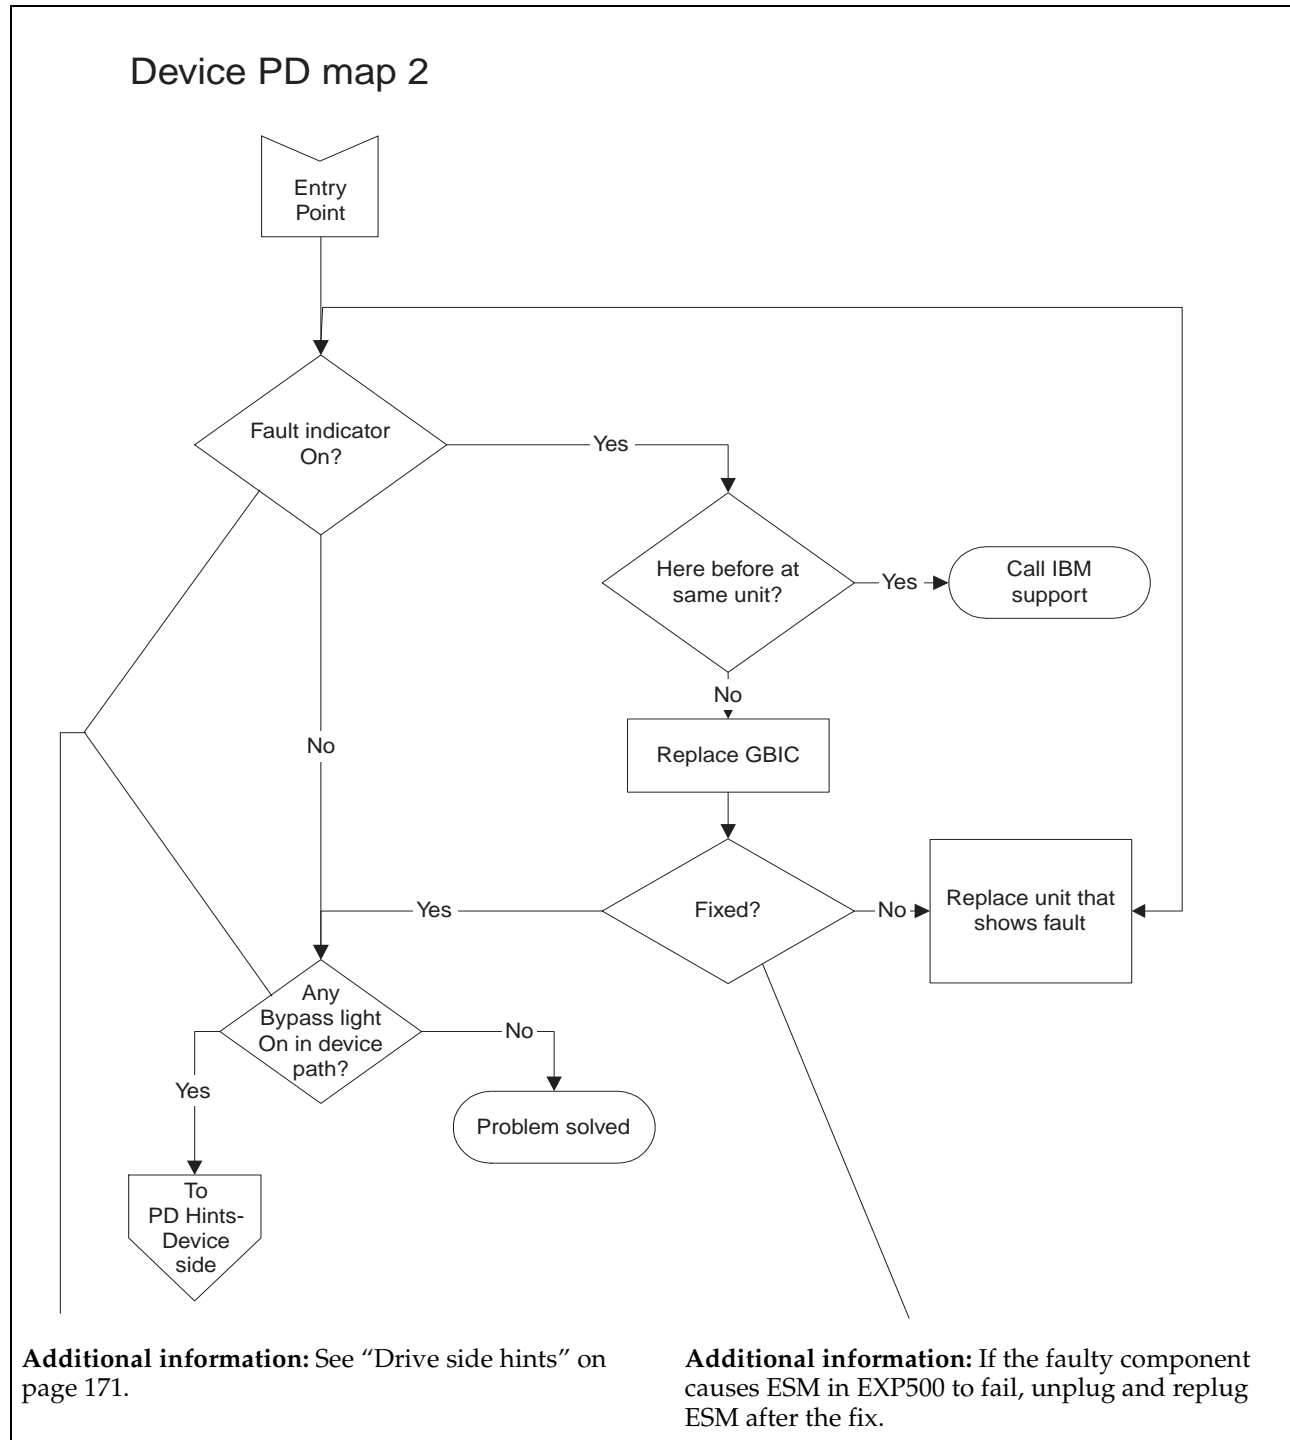 Device PD map 2
Entry
Point
Fault indicator
On?
Yes
Here before at
same unit?
Yes
Call IBM
support
No
No
Replace GBIC
Yes
Fixed?
No
Replace unit that
shows fault
Any
Bypass light
On in device
path?
No
Yes
Problem solved
To
PD Hints-
Device
side
Additional information: See “Drive side hints” on
page 171.
Additional information: If the faulty component
causes ESM in EXP500 to fail, unplug and replug
ESM after the fix.